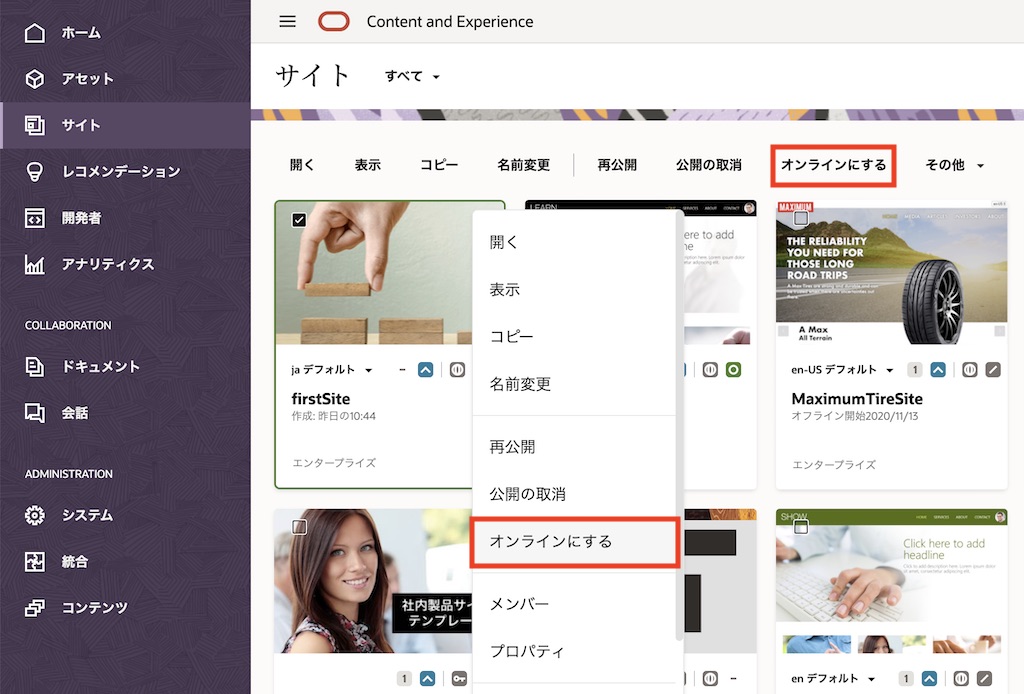 Content and Experience
ホーム
アセット
サイト
レコメンデーション
開発者
アナリティクス
COLLABORATION
ドキュメント
会話
ADMINISTRATION
システム
統合
コンテンツ
サイト すべて
開く 表示 コピー 名前変更 再公開 公開の取消 オンラインにする その他
ja デフォルト --
firstSite
作成: 昨日の10:44
エンタープライズ
LEARN
SERVICES ABOUT CONTACT
開く
表示
コピー
名前変更
再公開
公開の取消
オンラインにする
メンバー
プロパティ
MAXIMUM
HOME MEDIA
THE RELIABILITY
YOU NEED FOR
THOSE LONG
ROAD TRIPS
A Max
All Terrain
en-US デフォルト 1
MaximumTireSite
オフライン開始2020/11/13
エンタープライズ
社内製品サイ
テンプレー
1
--
SHOW
HOME SERVICES ABOUT CONTACT
Click here to add
headline
en デフォルト 1